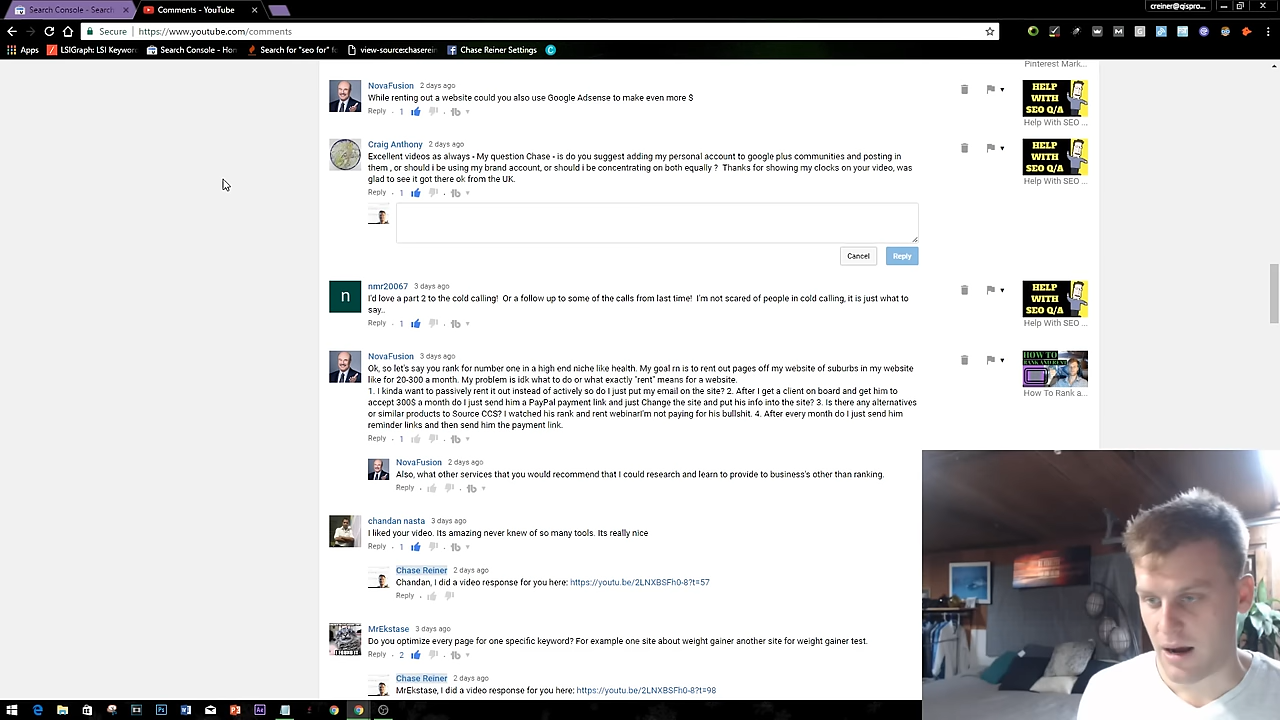 Search Console - Search
Comments - YouTube
creiner@qispro...
Secure
https://www.youtube.com/comments
Apps
LSIGraph: LSI Keywor
Search Console - Hon
Search for "seo for" fo
view-source:chaserein
Chase Reiner Settings
Pinterest Mark...
NovaFusion 2 days ago
While renting out a website could you also use Google Adsense to make even more $
Reply . 1
HELP WITH SEO Q/A
Help With SEO ...
Craig Anthony 2 days ago
Excellent videos as always - My question Chase - is do you suggest adding my personal account to google plus communities and posting in
them , or should i be using my brand account, or should i be concentrating on both equally ? Thanks for showing my clocks on your video, was
glad to see it got there ok from the UK.
Reply . 1
HELP WITH SEO Q/A
Help With SEO ...
Cancel
Reply
n
nmr20067 3 days ago
I'd love a part 2 to the cold calling! Or a follow up to some of the calls from last time! I'm not scared of people in cold calling, it is just what to
say..
Reply . 1
HELP WITH SEO Q/A
Help With SEO ...
NovaFusion 3 days ago
Ok, so let's say you rank for number one in a high end niche like health. My goal rn is to rent out pages off my website of suburbs in my website
like for 20-300 a month. My problem is idk what to do or what exactly "rent" means for a website.
1. I kinda want to passively rent it out instead of actively so do I just put my email on the site? 2. After I get a client on board and get him to
accept 300$ a month do I just send him a PayPal payment link and just Change the site and put his info into the site? 3. Is there any alternatives
or similar products to Source CCS? I watched his rank and rent webinarI'm not paying for his bullshit. 4. After every month do I just send him
reminder links and then send him the payment link.
Reply . 1
HOW TO
RANK AND RENT
How To Rank a...
NovaFusion 2 days ago
Also, what other services that you would recommend that I could research and learn to provide to business's other than ranking.
Reply .
chandan nasta 3 days ago
I liked your video. Its amazing never knew of so many tools. Its really nice
Reply . 1
Chase Reiner 2 days ago
Chandan, I did a video response for you here: https://youtu.be/2LNXBSFh0-8?t=57
Reply .
MrEkstase 3 days ago
Do you optimize every page for one specific keyword? For example one site about weight gainer another site for weight gainer test.
Reply . 2
Chase Reiner 2 days ago
MrEkstase, I did a video response for you here: https://youtu.be/2LNXBSFh0-8?t=98